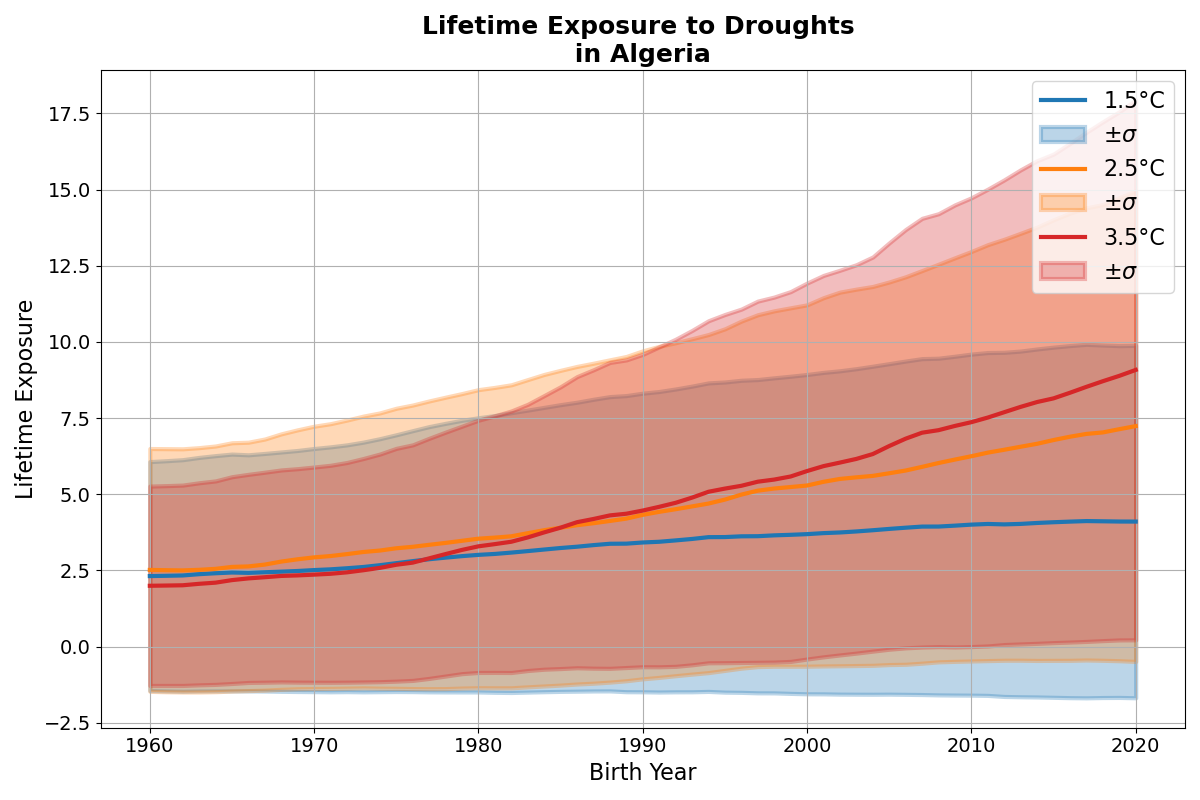 Lifetime Exposure to Droughts
in Algeria
1.5°C
±σ
2.5°C
±σ
3.5°C
±σ
Lifetime Exposure
17.5
15.0
12.5
10.0
7.5
5.0
2.5
0.0
−2.5
1960 1970 1980 1990 2000 2010 2020
Birth Year